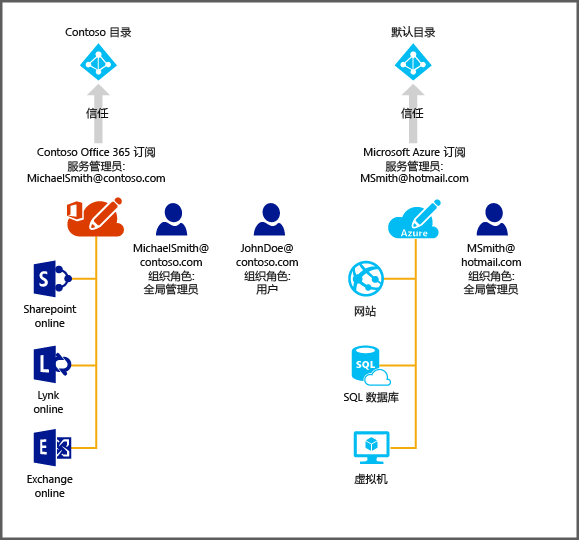 Contoso 目录
信任
Contoso Office 365 订阅
服务管理员:
MichaelSmith@contoso.com
MichaelSmith@
contoso.com
组织角色:
全局管理员
JohnDoe@
contoso.com
组织角色:
用户
S
Sharepoint
online
L
Lynk
online
E
Exchange
online
默认目录
信任
Microsoft Azure 订阅
服务管理员:
MSmith@hotmail.com
Azure
MSmith@
hotmail.com
组织角色:
全局管理员
网站
SQL
SQL 数据库
虚拟机